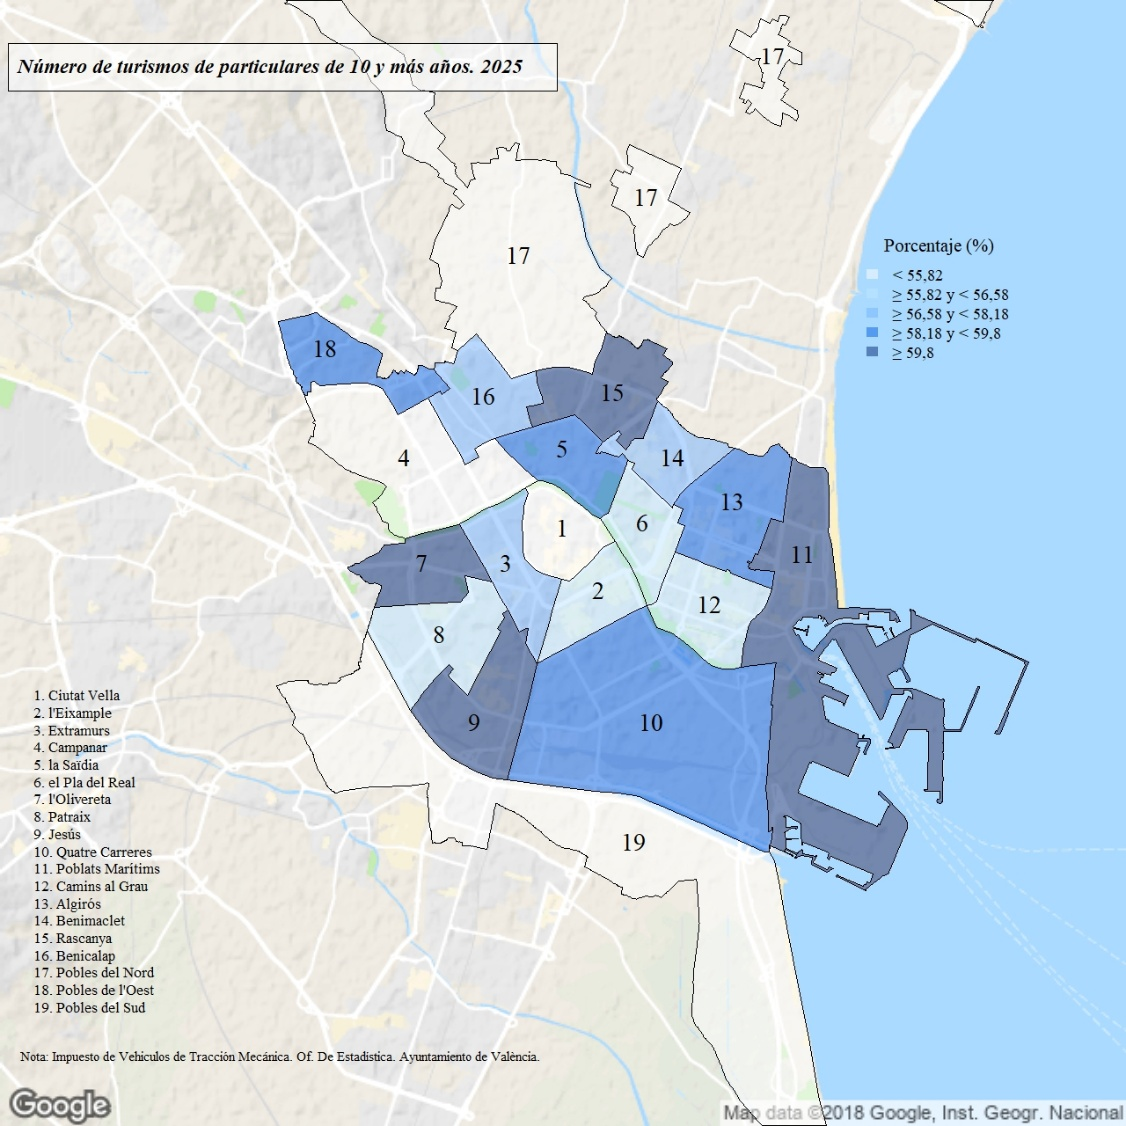 Número de turismos de particulares de 10 y más años. 2025
17
17
17
Porcentaje (%)
< 55,82
≥ 55,82 y < 56,58
≥ 56,58 y < 58,18
≥ 58,18 y < 59,8
≥ 59,8
18
16
15
4
5
14
13
6
1
7
3
11
2
12
8
9
10
19
1. Ciutat Vella
2. l'Eixample
3. Extramurs
4. Campanar
5. la Saïdia
6. el Pla del Real
7. l'Olivereta
8. Patraix
9. Jesús
10. Quatre Carreres
11. Poblats Marítims
12. Camins al Grau
13. Algirós
14. Benimaclet
15. Rascanya
16. Benicalap
17. Pobles del Nord
18. Pobles de l'Oest
19. Pobles del Sud
Nota: Impuesto de Vehículos de Tracción Mecánica. Of. De Estadística. Ayuntamiento de València.
Google
Map data ©2018 Google, Inst. Geogr. Nacional